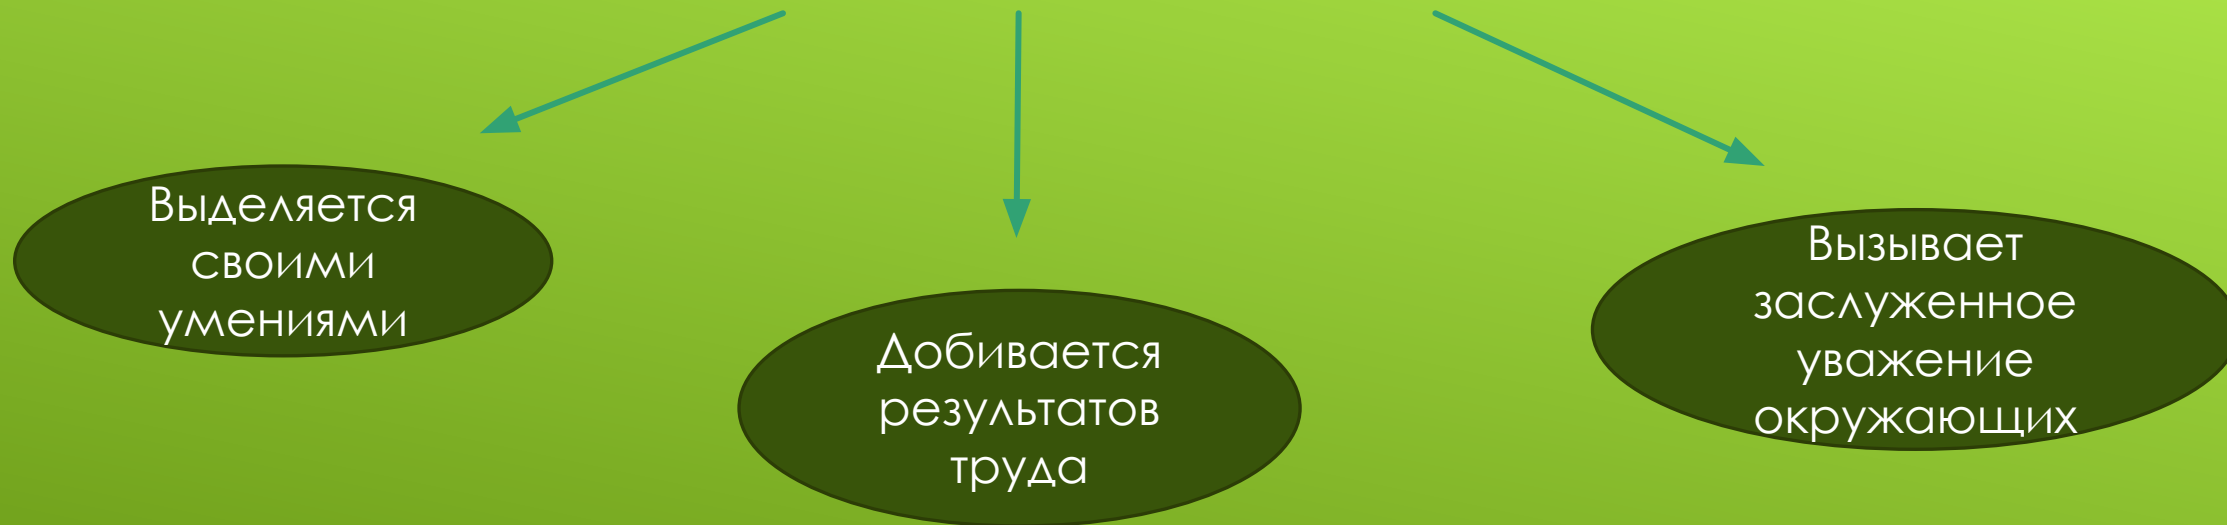 Выделяется
своими
умениями
Добивается
результатов
труда
Вызывает
заслуженное
уважение
окружающих